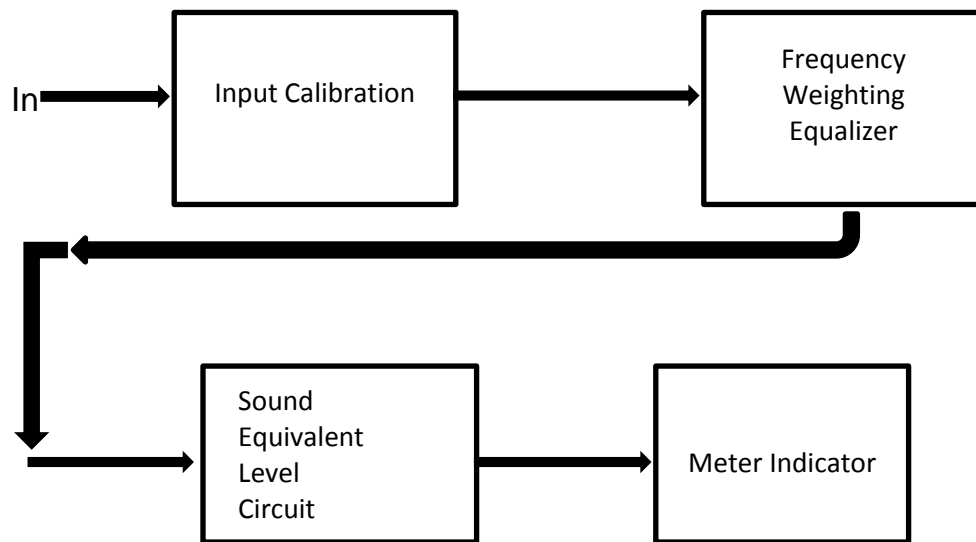 In
Input Calibration
Frequency
Weighting
Equalizer
Sound
Equivalent
Level
Circuit
Meter Indicator